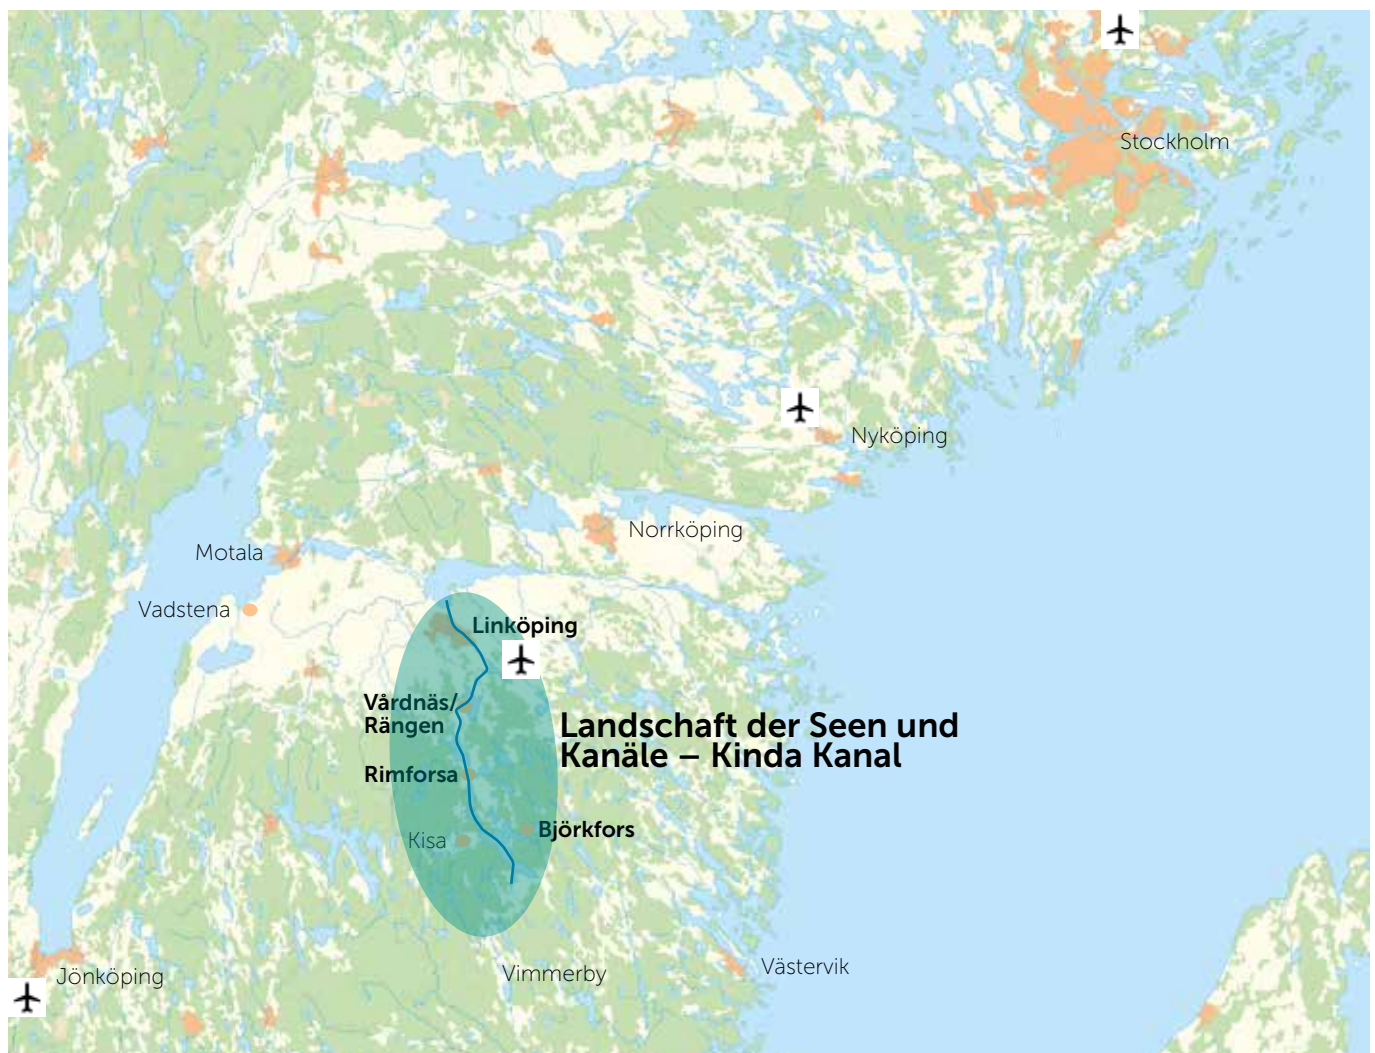 Stockholm
Nyköping
Norrköping
Motala
Vadstena
Linköping
Vårdnäs/
Rängen
Landschaft der Seen und
Kanäle – Kinda Kanal
Rimforsa
Björkfors
Kisa
Västervik
Vimmerby
Jönköping